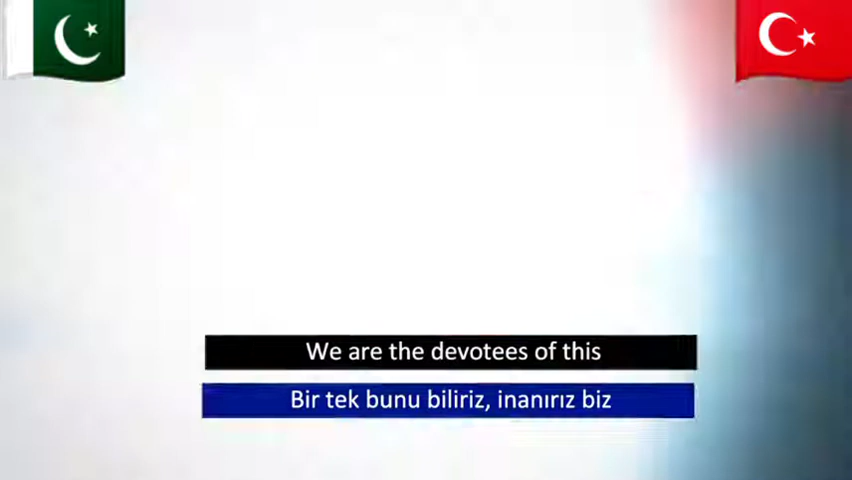 We are the devotees of this
Bir tek bunu biliriz, inanırız biz